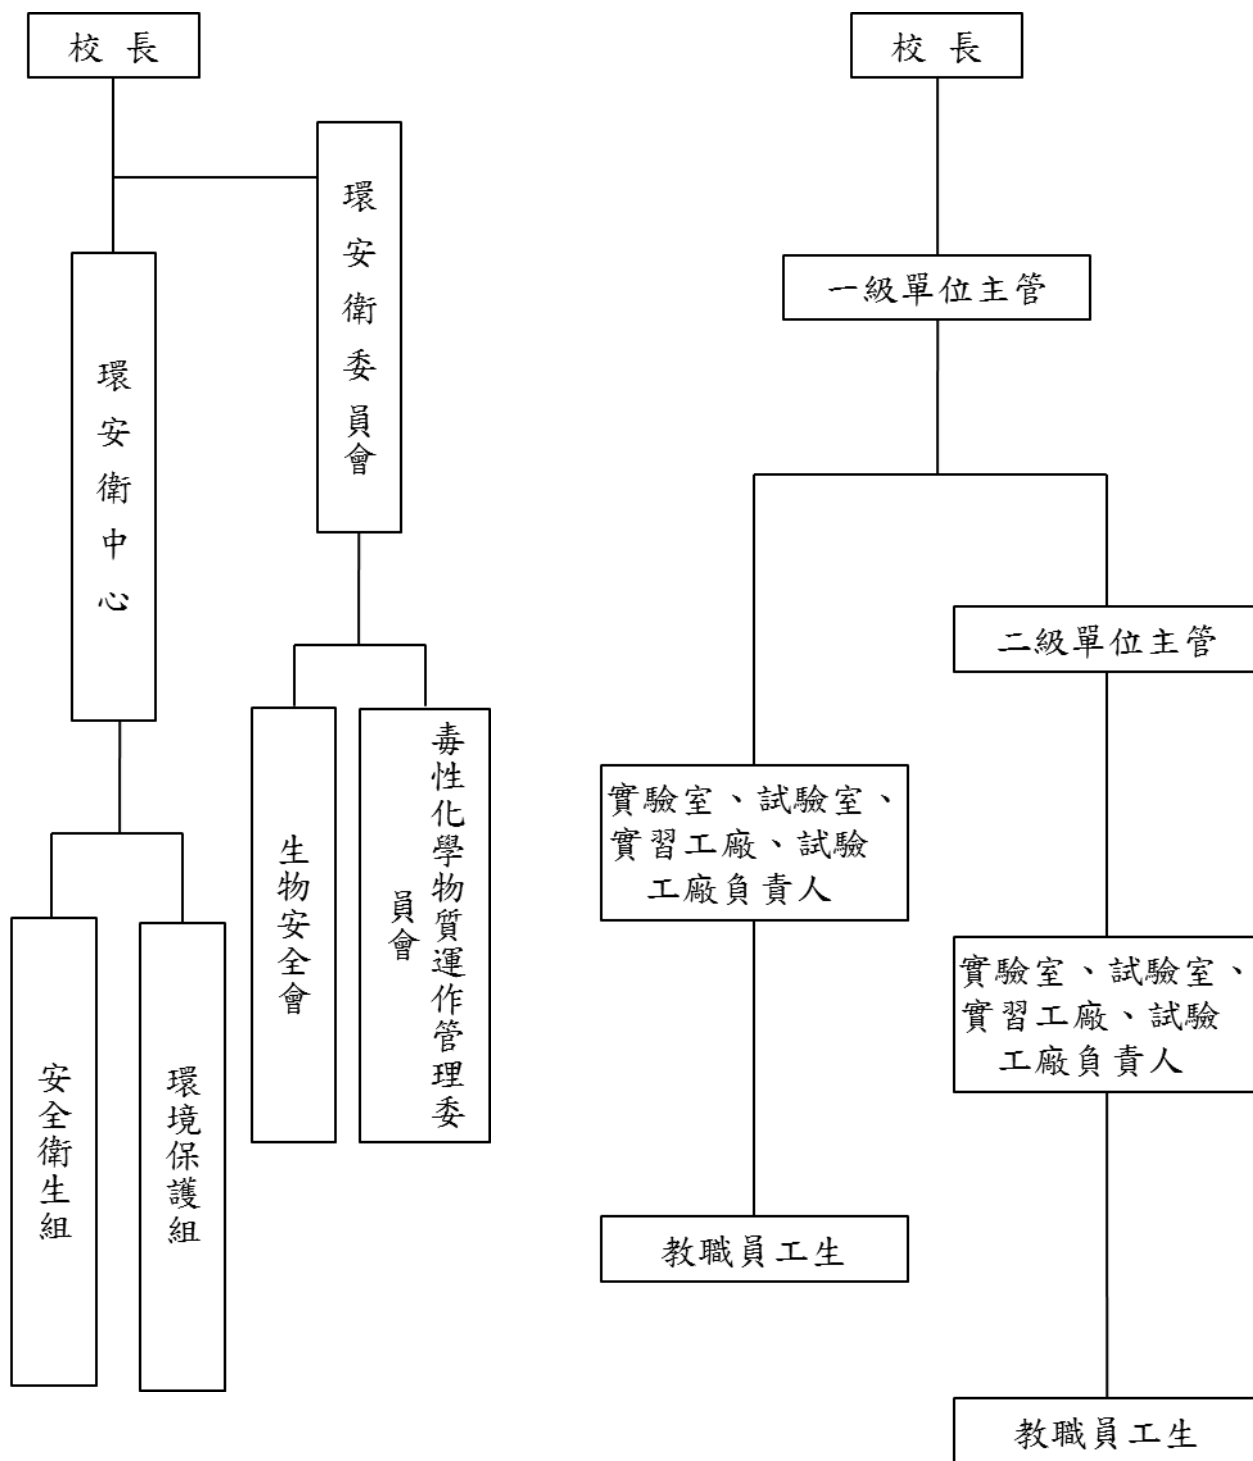 校 長
環安衛委員會
環安衛中心
生物安全會
毒性化學物質運作管理委
員會
安全衛生組
環境保護組
校 長
一級單位主管
二級單位主管
實驗室、試驗室、
實習工廠、試驗
工廠負責人
教職員工生
實驗室、試驗室、
實習工廠、試驗
工廠負責人
教職員工生